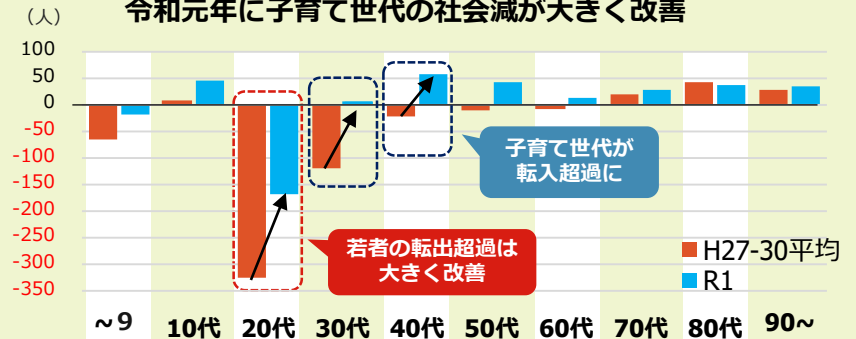 令和元年に子育て世代の社会減が大きく改善
（人）
100
50
0
-50
-100
-150
-200
-250
-300
-350
子育て世代が
転入超過に
若者の転出超過は
大きく改善
H27-30平均
R1
～9 10代 20代 30代 40代 50代 60代 70代 80代 90~